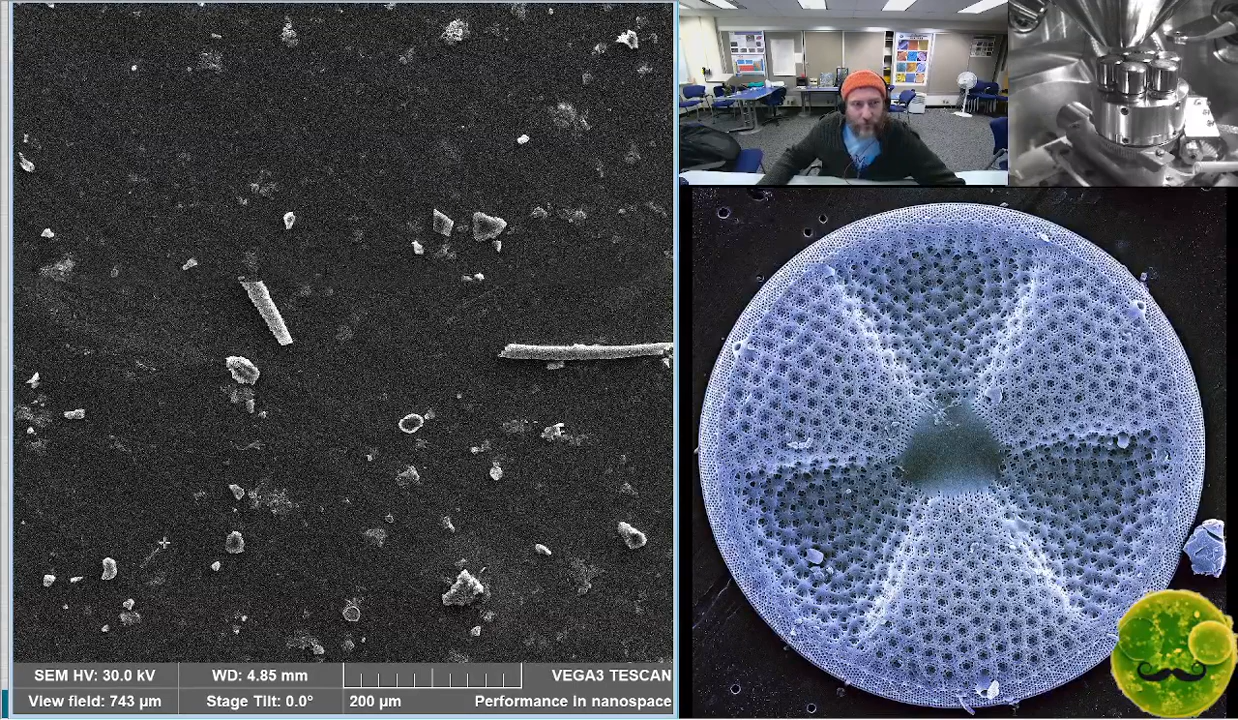 SEM HV: 30.0 kV
WD: 4.85 mm
VEGA3 TESCAN
View field: 743 µm
Stage Tilt: 0.0°
200 µm
Performance in nanospace